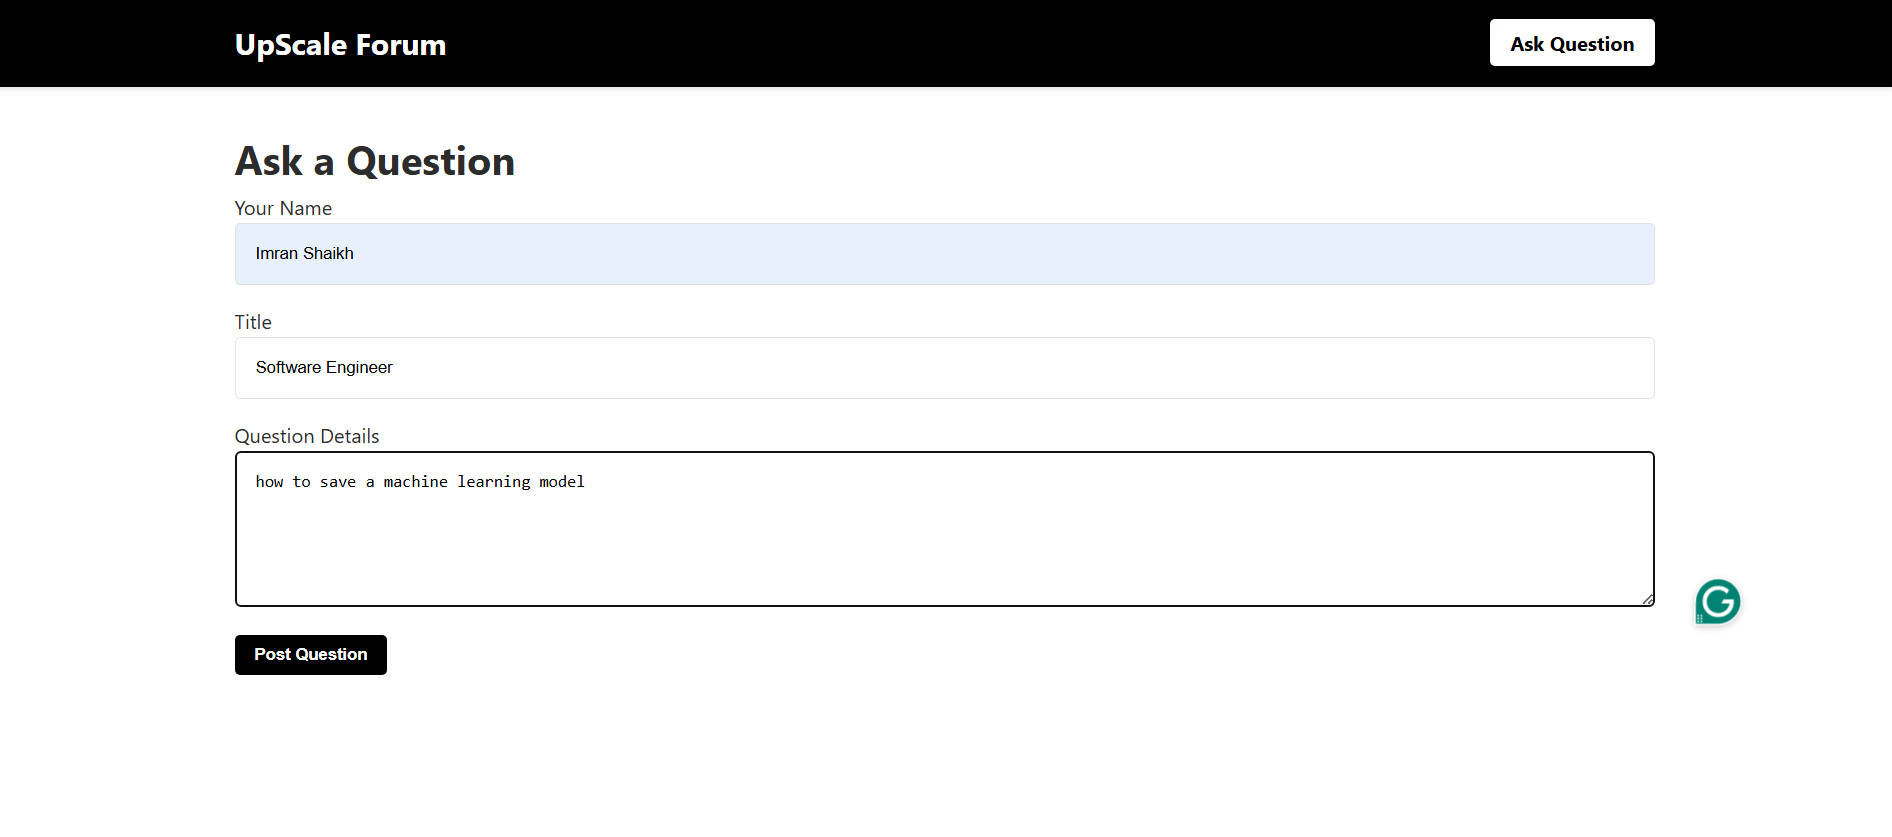 UpScale Forum
Ask Question
Ask a Question
Your Name
Imran Shaikh
Title
Software Engineer
Question Details
how to save a machine learning model
Post Question